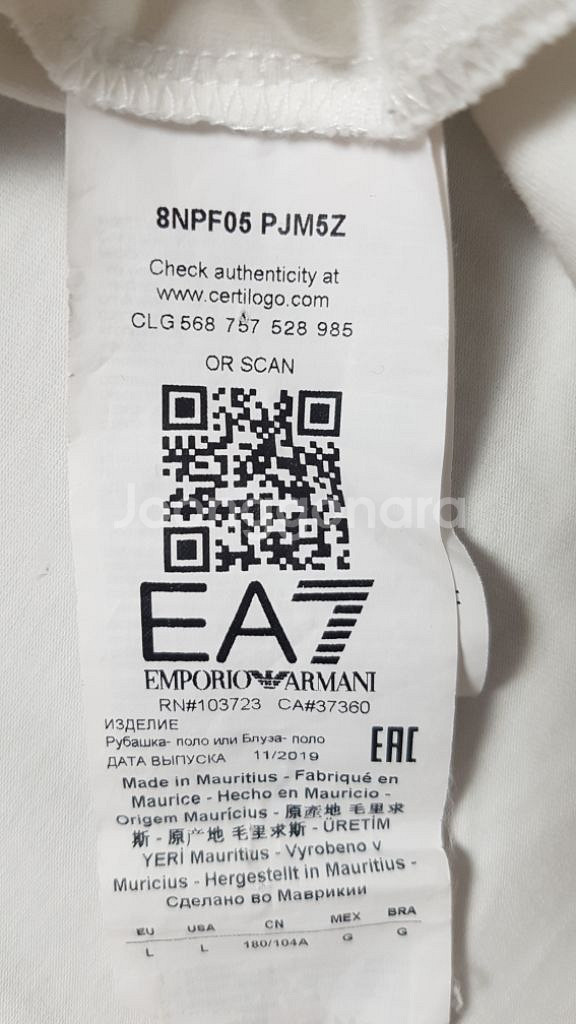 8NPF05 PJM5Z
Check authenticity at
www.certilogo.com
CLG 568 757 528 985
OR SCAN
Joonggonara
EA7
EMPORIO ARMANI
RN#103723 CA#37360
ИЗДЕЛИЕ
Рубашка- поло или Блуза- поло
ДАТА ВЫПУСКА 11/2019
EAC
Made in Mauritius - Fabriqué en
Maurice - Hecho en Mauricio -
Origem Maurícius - 原產地 毛里求
斯 - 原产地 毛里求斯 - ÜRETİM
YERİ Mauritius - Vyrobeno v
Muricius - Hergestellt in Mauritius -
Сделано во Маврикии
EU USA CN MEX BRA
L L 180/104A G G